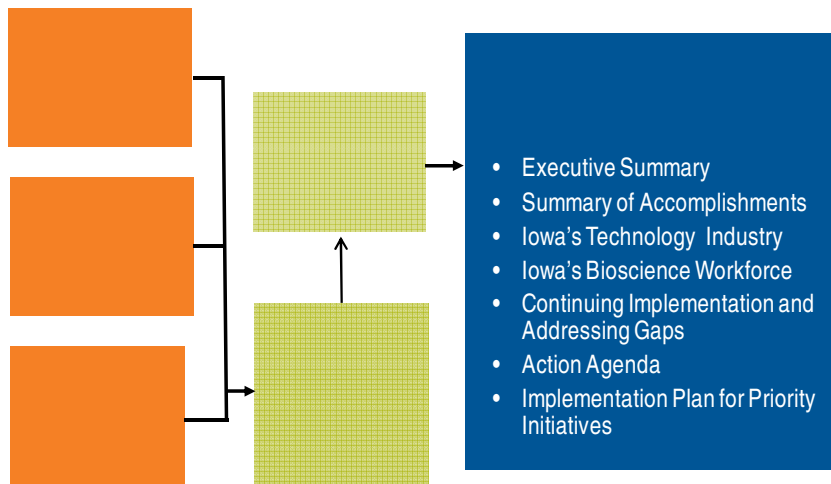 • Executive Summary
• Summary of Accomplishments
• Iowa's Technology Industry
• Iowa's Bioscience Workforce
• Continuing Implementation and
Addressing Gaps
• Action Agenda
• Implementation Plan for Priority
Initiatives